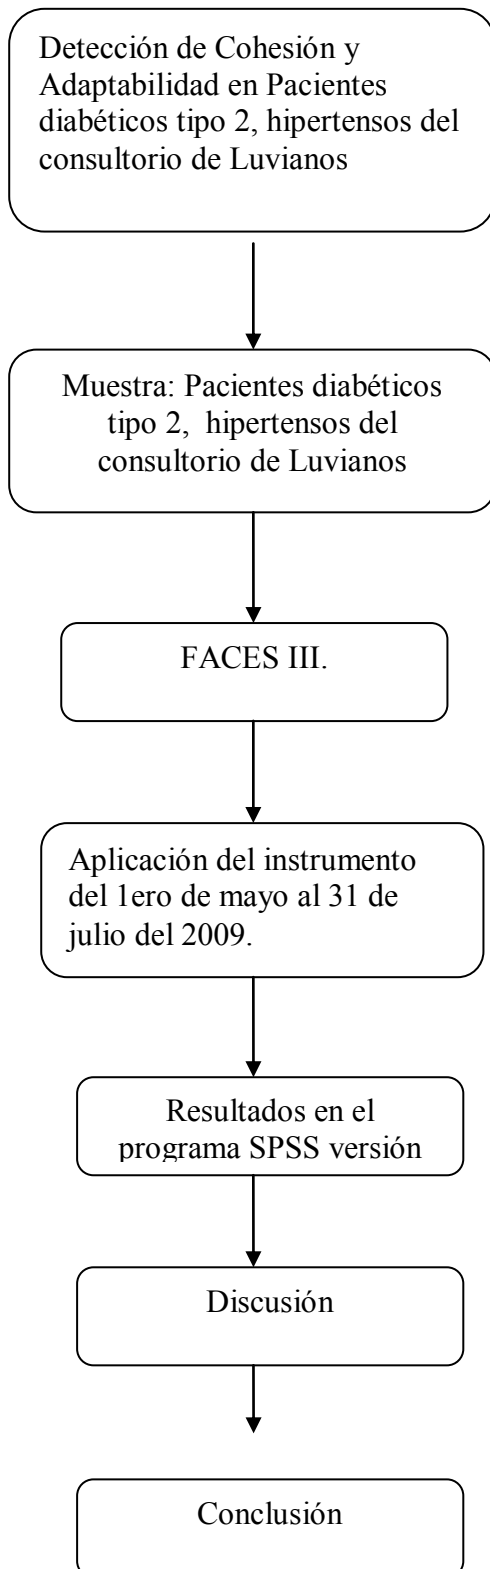 Detección de Cohesión y
Adaptabilidad en Pacientes
diabéticos tipo 2, hipertensos del
consultorio de Luvianos
Muestra: Pacientes diabéticos
tipo 2, hipertensos del
consultorio de Luvianos
FACES III.
Aplicación del instrumento
del 1ero de mayo al 31 de
julio del 2009.
Resultados en el
programa SPSS versión
Discusión
Conclusión